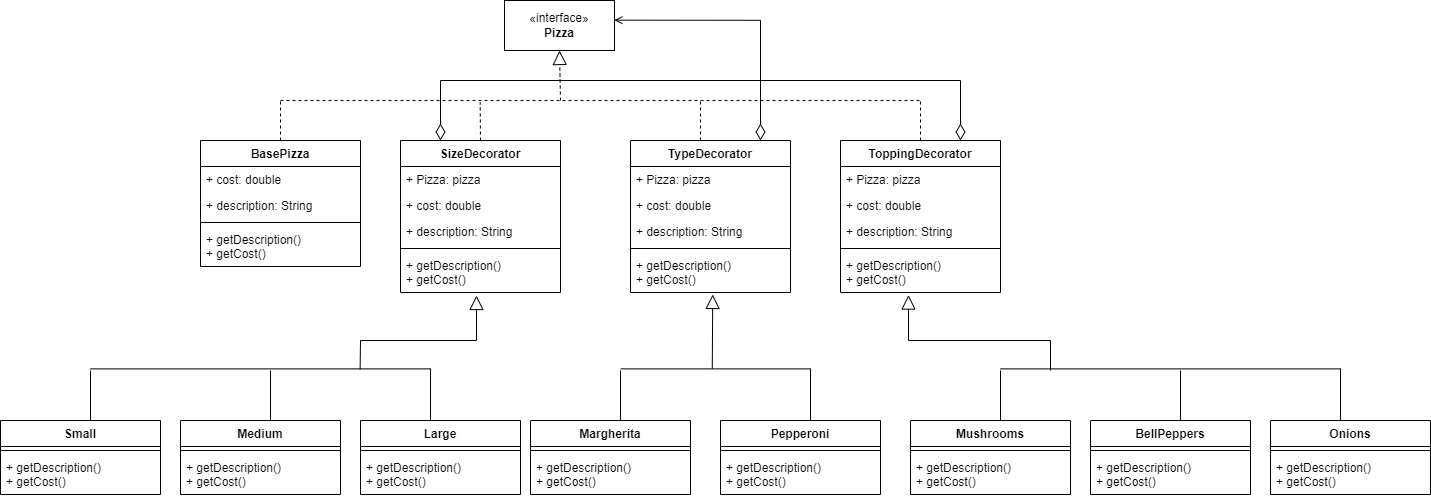 «interface»
Pizza
BasePizza
+ cost: double
+ description: String
+ getDescription()
+ getCost()
SizeDecorator
+ Pizza: pizza
+ cost: double
+ description: String
+ getDescription()
+ getCost()
TypeDecorator
+ Pizza: pizza
+ cost: double
+ description: String
+ getDescription()
+ getCost()
ToppingDecorator
+ Pizza: pizza
+ cost: double
+ description: String
+ getDescription()
+ getCost()
Small
+ getDescription()
+ getCost()
Medium
+ getDescription()
+ getCost()
Large
+ getDescription()
+ getCost()
Margherita
+ getDescription()
+ getCost()
Pepperoni
+ getDescription()
+ getCost()
Mushrooms
+ getDescription()
+ getCost()
BellPeppers
+ getDescription()
+ getCost()
Onions
+ getDescription()
+ getCost()